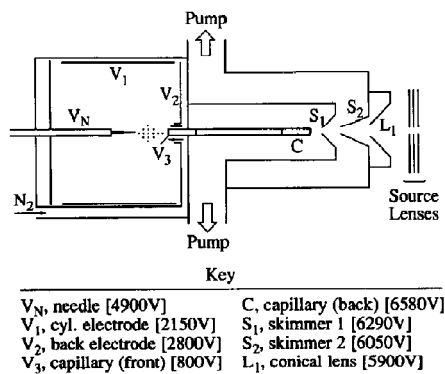 Pump
V1
V2
VN
S1
S2
L1
V3
C
N2
Source
Lenses
Pump
Key
VN, needle [4900V]
V1, cyl. electrode [2150V]
V2, back electrode [2800V]
V3, capillary (front) [800V]
C, capillary (back) [6580V]
S1, skimmer 1 [6290V]
S2, skimmer 2 [6050V]
L1, conical lens [5900V]